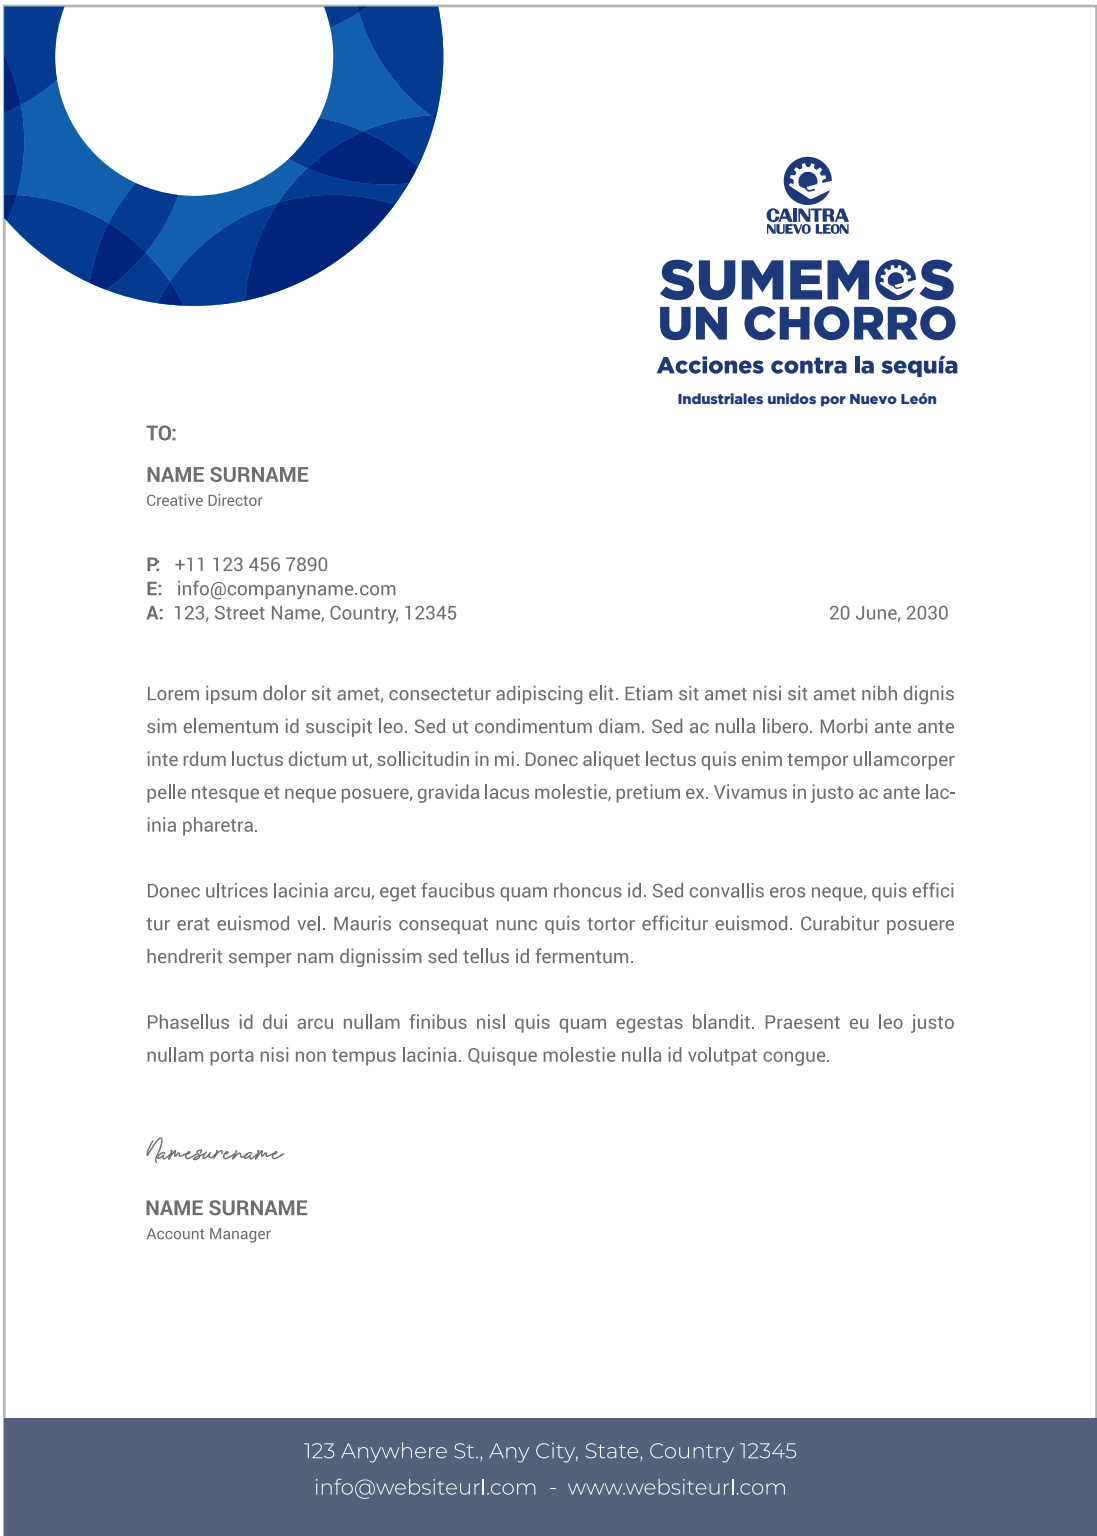 CAINTRA
NUEVO LEON
SUMEMOS
UN CHORRO
Acciones contra la sequía
Industriales unidos por Nuevo León
TO:
NAME SURNAME
Creative Director
P: +11 123 456 7890
E: info@companyname.com
A: 123, Street Name, Country, 12345
20 June, 2030
Lorem ipsum dolor sit amet, consectetur adipiscing elit. Etiam sit amet nisi sit amet nibh dignis
sim elementum id suscipit leo. Sed ut condimentum diam. Sed ac nulla libero. Morbi ante ante
inte rdum luctus dictum ut, sollicitudin in mi. Donec aliquet lectus quis enim tempor ullamcorper
pelle ntesque et neque posuere, gravida lacus molestie, pretium ex. Vivamus in justo ac ante lac-
inia pharetra.
Donec ultrices lacinia arcu, eget faucibus quam rhoncus id. Sed convallis eros neque, quis effici
tur erat euismod vel. Mauris consequat nunc quis tortor efficitur euismod. Curabitur posuere
hendrerit semper nam dignissim sed tellus id fermentum.
Phasellus id dui arcu nullam finibus nisl quis quam egestas blandit. Praesent eu leo justo
nullam porta nisi non tempus lacinia. Quisque molestie nulla id volutpat congue.
Namesurename
NAME SURNAME
Account Manager
123 Anywhere St., Any City, State, Country 12345
info@websiteurl.com - www.websiteurl.com